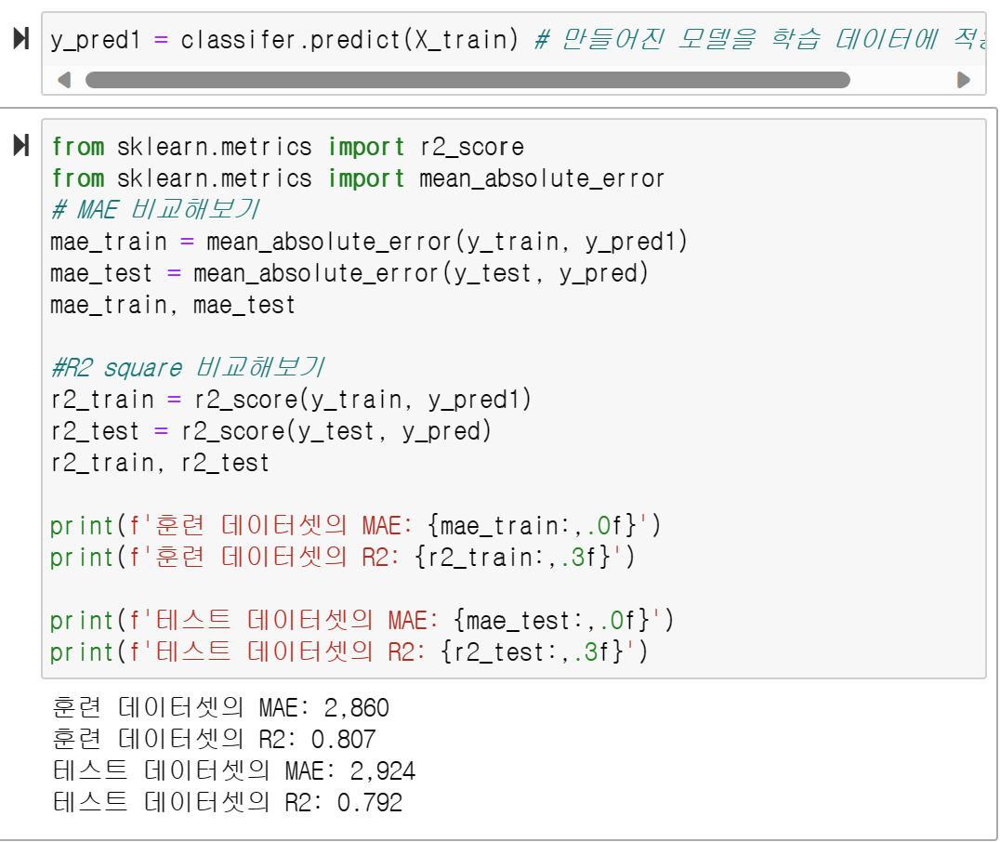 y_pred1 = classifer.predict(X_train) # 만들어진 모델을 학습 데이터에
from sklearn.metrics import r2_score
from sklearn.metrics import mean_absolute_error
# MAE 비교해보기
mae_train = mean_absolute_error(y_train, y_pred1)
mae_test = mean_absolute_error(y_test, y_pred)
mae_train, mae_test
#R2 square 비교해보기
r2_train = r2_score(y_train, y_pred1)
r2_test = r2_score(y_test, y_pred)
r2_train, r2_test
print(f'훈련 데이터셋의 MAE: {mae_train:,.0f}')
print(f'훈련 데이터셋의 R2: {r2_train:,.3f}')
print(f'테스트 데이터셋의 MAE: {mae_test:,.0f}')
print(f'테스트 데이터셋의 R2: {r2_test:,.3f}')
훈련 데이터셋의 MAE: 2,860
훈련 데이터셋의 R2: 0.807
테스트 데이터셋의 MAE: 2,924
테스트 데이터셋의 R2: 0.792